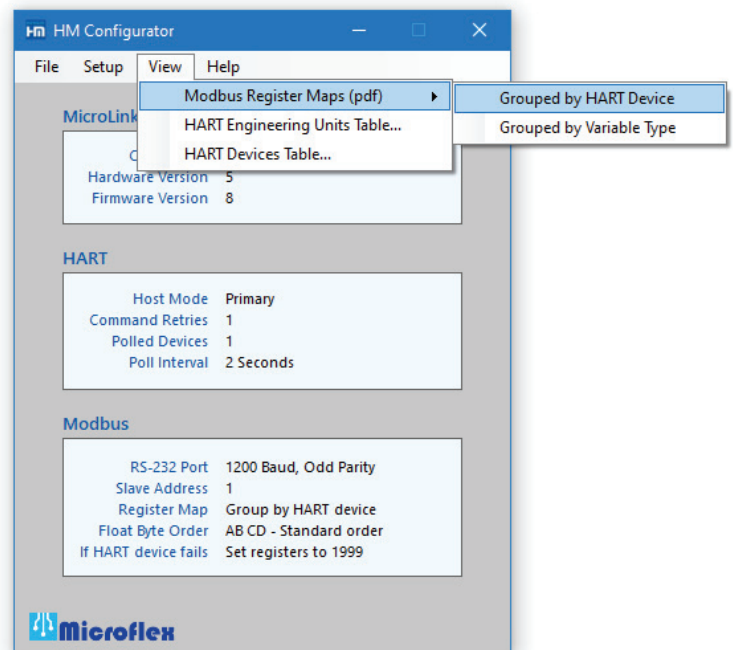 HM HM Configurator
File Setup View Help
Modbus Register Maps (pdf)
Grouped by HART Device
HART Engineering Units Table...
Grouped by Variable Type
HART Devices Table...
MicroLink
Hardware Version 5
Firmware Version 8
HART
Host Mode Primary
Command Retries 1
Polled Devices 1
Poll Interval 2 Seconds
Modbus
RS-232 Port 1200 Baud, Odd Parity
Slave Address 1
Register Map Group by HART device
Float Byte Order AB CD - Standard order
If HART device fails Set registers to 1999
Microflex